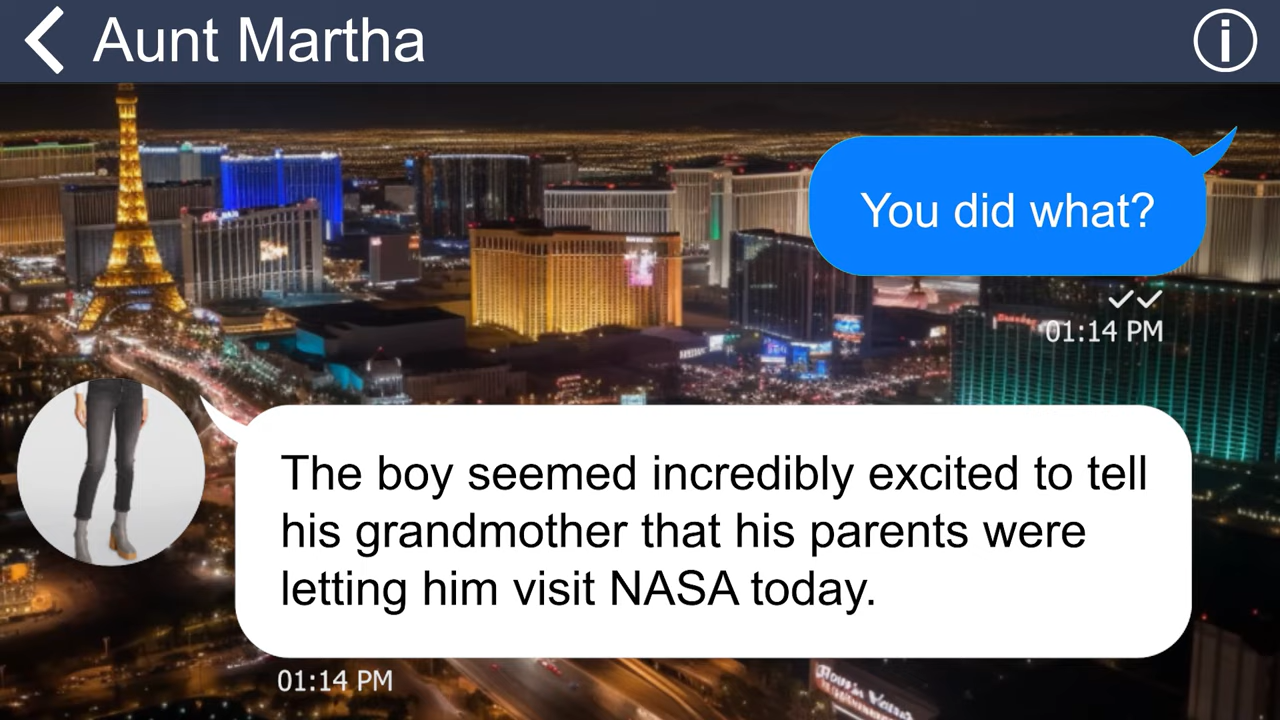 Aunt Martha
You did what?
01:14 PM
The boy seemed incredibly excited to tell
his grandmother that his parents were
letting him visit NASA today.
01:14 PM